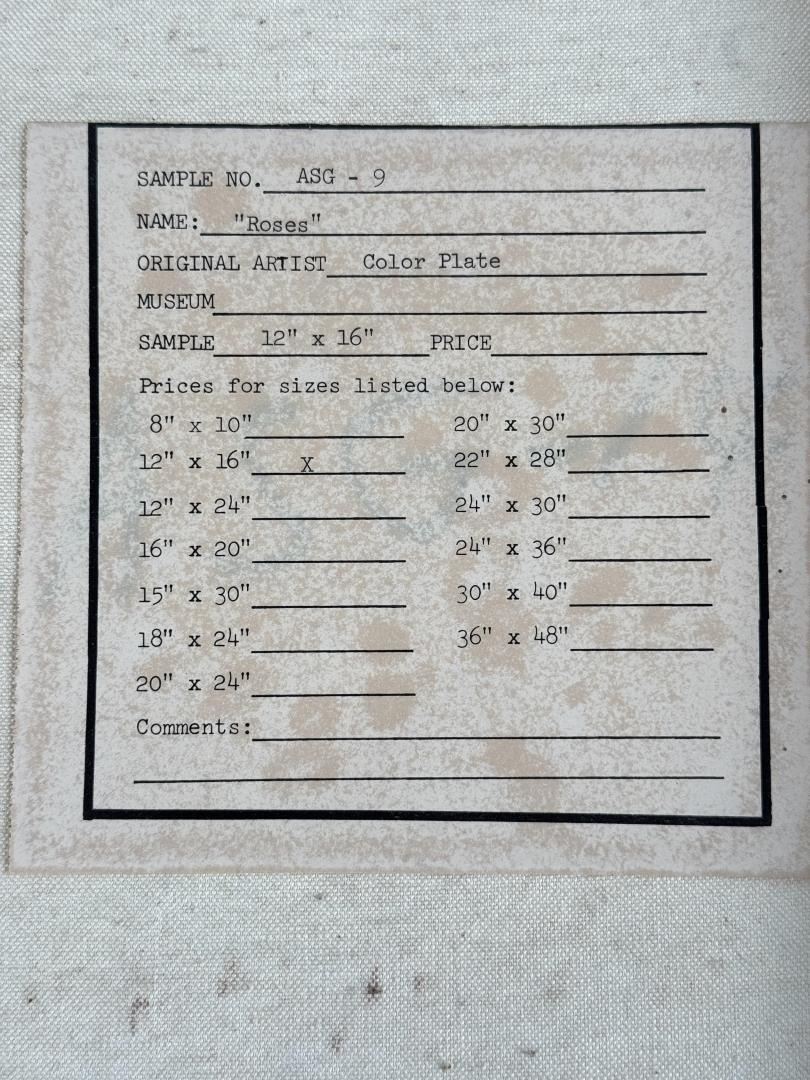 SAMPLE NO. ASG - 9
NAME: "Roses"
ORIGINAL ARTIST Color Plate
MUSEUM
SAMPLE 12" x 16" PRICE
Prices for sizes listed below:
8" x 10" 20" x 30"
12" x 16" X 22" x 28"
12" x 24" 24" x 30"
16" x 20" 24" x 36"
15" x 30" 30" x 40"
18" x 24" 36" x 48"
20" x 24"
Comments: